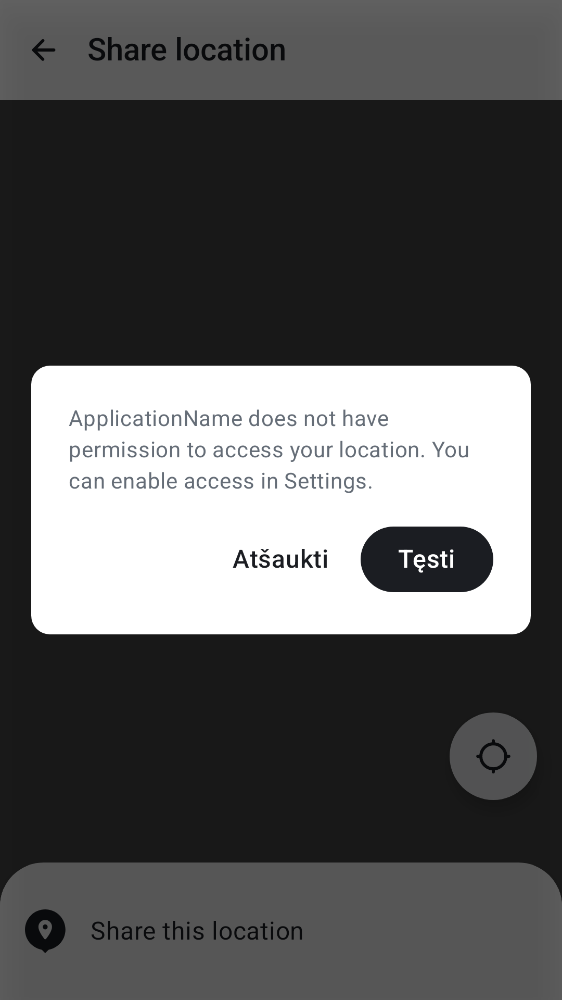 Share location
ApplicationName does not have
permission to access your location. You
can enable access in Settings.
Atšaukti
Tęsti
Share this location